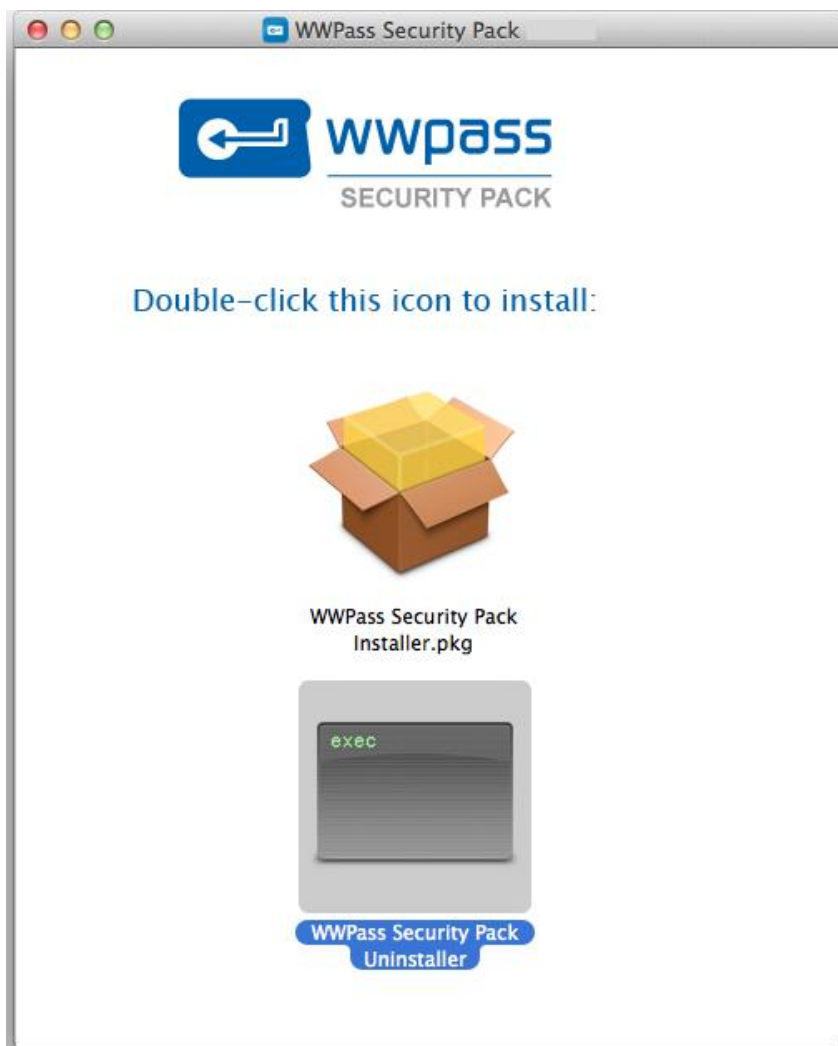 WWPass Security Pack
wwpass
SECURITY PACK
Double-click this icon to install:
WWPass Security Pack
Installer.pkg
exec
WWPass Security Pack
Uninstaller